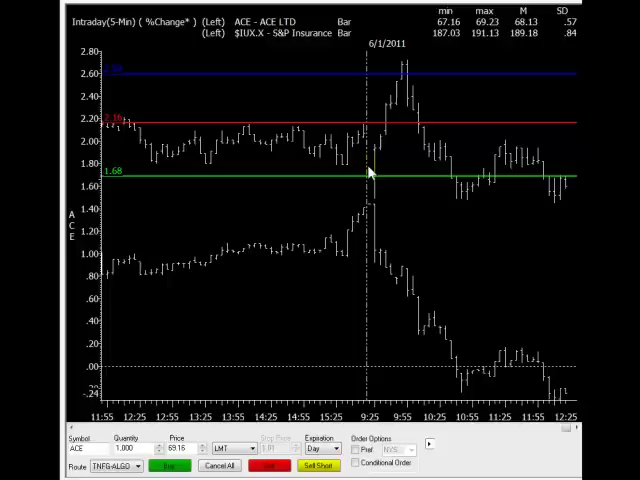 min max M SD
Intraday(5-Min) ( %Change* ) (Left) ACE - ACE LTD Bar 67.16 69.23 68.13 .57
(Left) $IUX.X - S&P Insurance Bar 187.03 191.13 189.18 .84
6/1/2011
2.80
2.60
2.40
2.20
2.16
2.00
1.80
1.68
1.60
1.40
ACE
1.20
1.00
.80
.60
.40
.20
.00
-.24
11:55 12:25 12:55 13:25 13:55 14:25 14:55 15:25 9:25 9:55 10:25 10:55 11:25 11:55 12:25
Symbol Quantity Price Stop Price Expiration Order Options
ACE 1,000 69.16 LMT Day Pref.
Route TNFG-ALGO Cancel All Sell Short Conditional Order